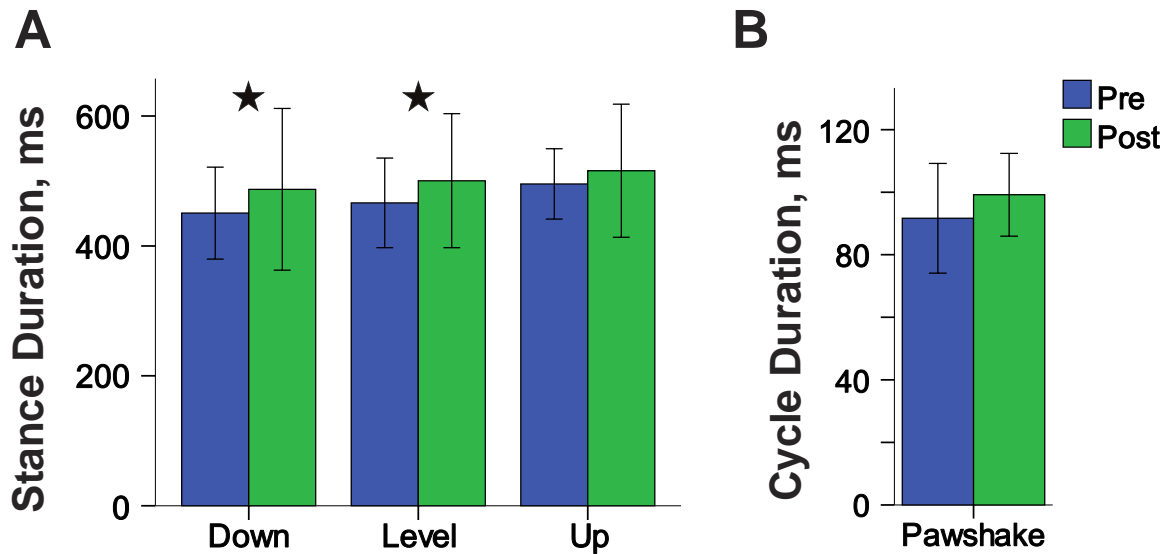 A
B
Stance Duration, ms
600
400
200
0
Down
Level
Up
Cycle Duration, ms
120
80
40
0
Pawshake
Pre
Post